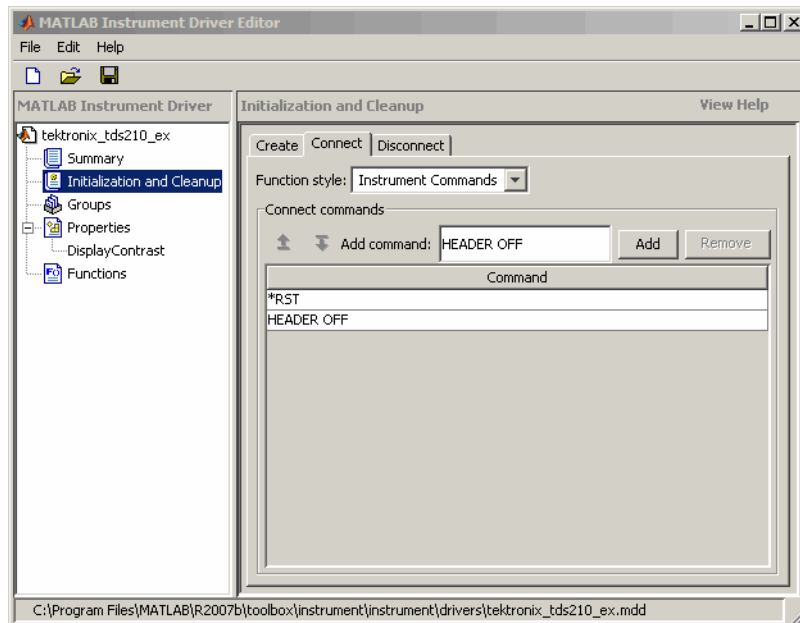 MATLAB Instrument Driver Editor
File Edit Help
MATLAB Instrument Driver
tektronix_tds210_ex
Summary
Initialization and Cleanup
Groups
Properties
DisplayContrast
Functions
Initialization and Cleanup View Help
Create Connect Disconnect
Function style: Instrument Commands
Connect commands
Add command: HEADER OFF Add Remove
Command
*RST
HEADER OFF
C:\Program Files\MATLAB\R2007b\toolbox\instrument\instrument\drivers\tektronix_tds210_ex.mdd